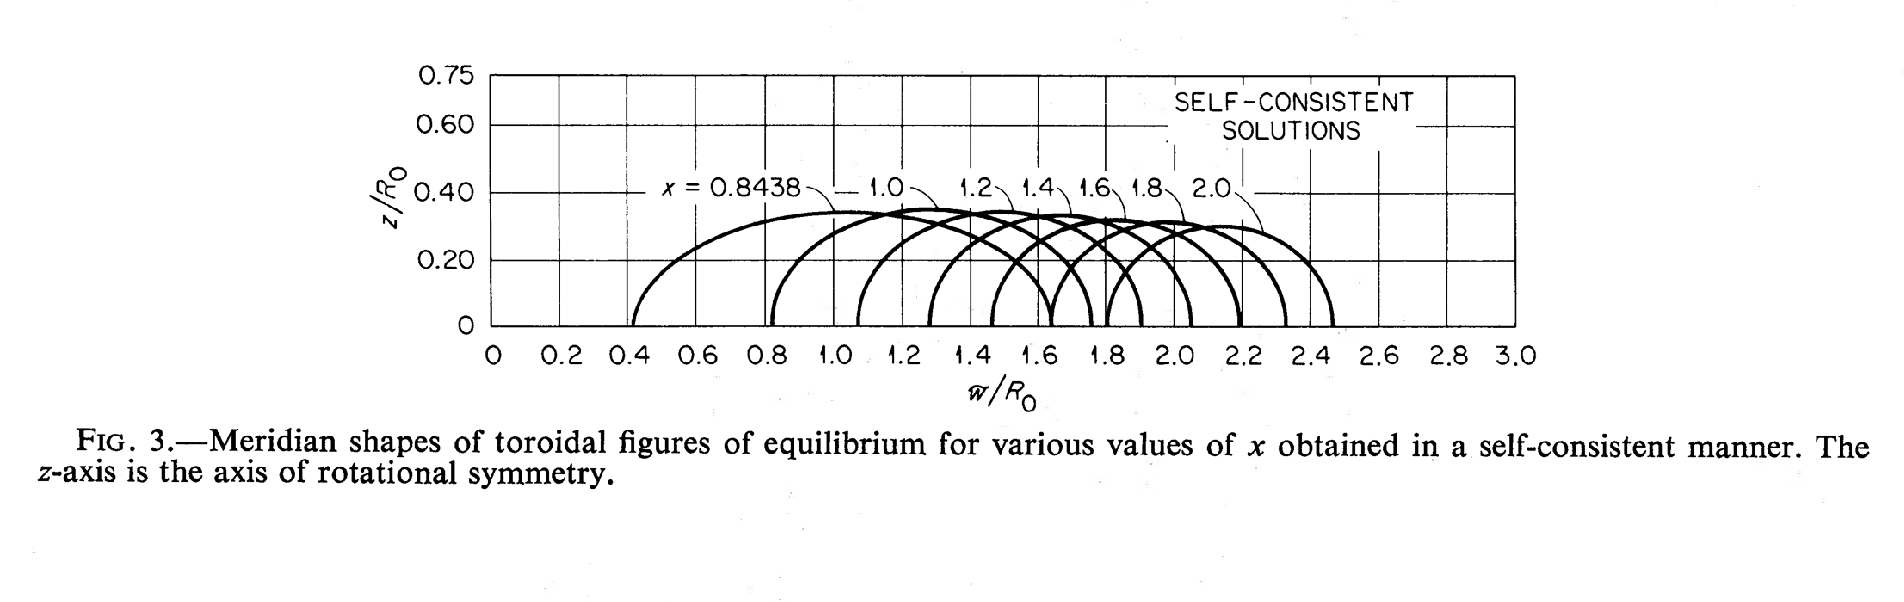 0.75
SELF-CONSISTENT
0.60
SOLUTIONS
z/R₀
0.40 x = 0.8438 1.0 1.2 1.4 1.6 1.8 2.0
0.20
0
0 0.2 0.4 0.6 0.8 1.0 1.2 1.4 1.6 1.8 2.0 2.2 2.4 2.6 2.8 3.0
ϖ/R₀
FIG. 3.—Meridian shapes of toroidal figures of equilibrium for various values of x obtained in a self-consistent manner. The
z-axis is the axis of rotational symmetry.